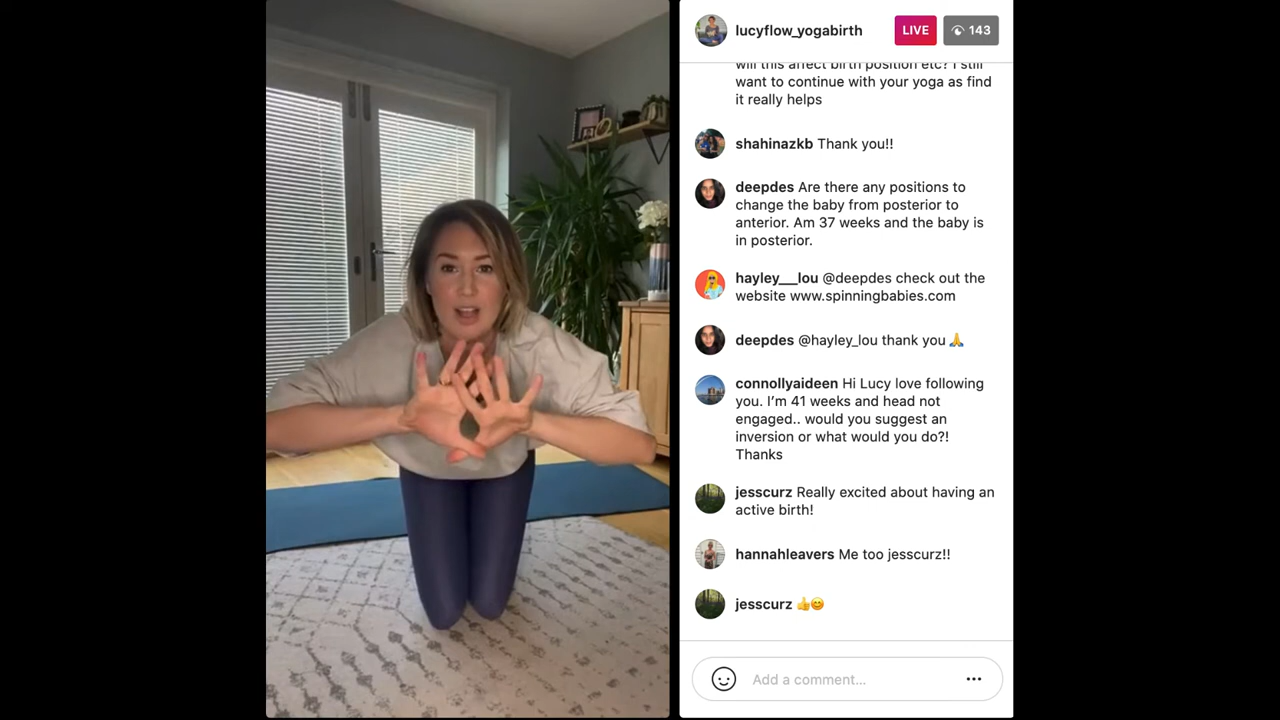 lucyflow_yogabirth
LIVE
143
will this affect birth position etc? I still
want to continue with your yoga as find
it really helps
shahinazkb Thank you!!
deepdes Are there any positions to
change the baby from posterior to
anterior. Am 37 weeks and the baby is
in posterior.
hayley___lou @deepdes check out the
website www.spinningbabies.com
deepdes @hayley_lou thank you 🙏
connollyaideen Hi Lucy love following
you. I’m 41 weeks and head not
engaged.. would you suggest an
inversion or what would you do?!
Thanks
jesscurz Really excited about having an
active birth!
hannahleavers Me too jesscurz!!
jesscurz 👍😊
Add a comment…